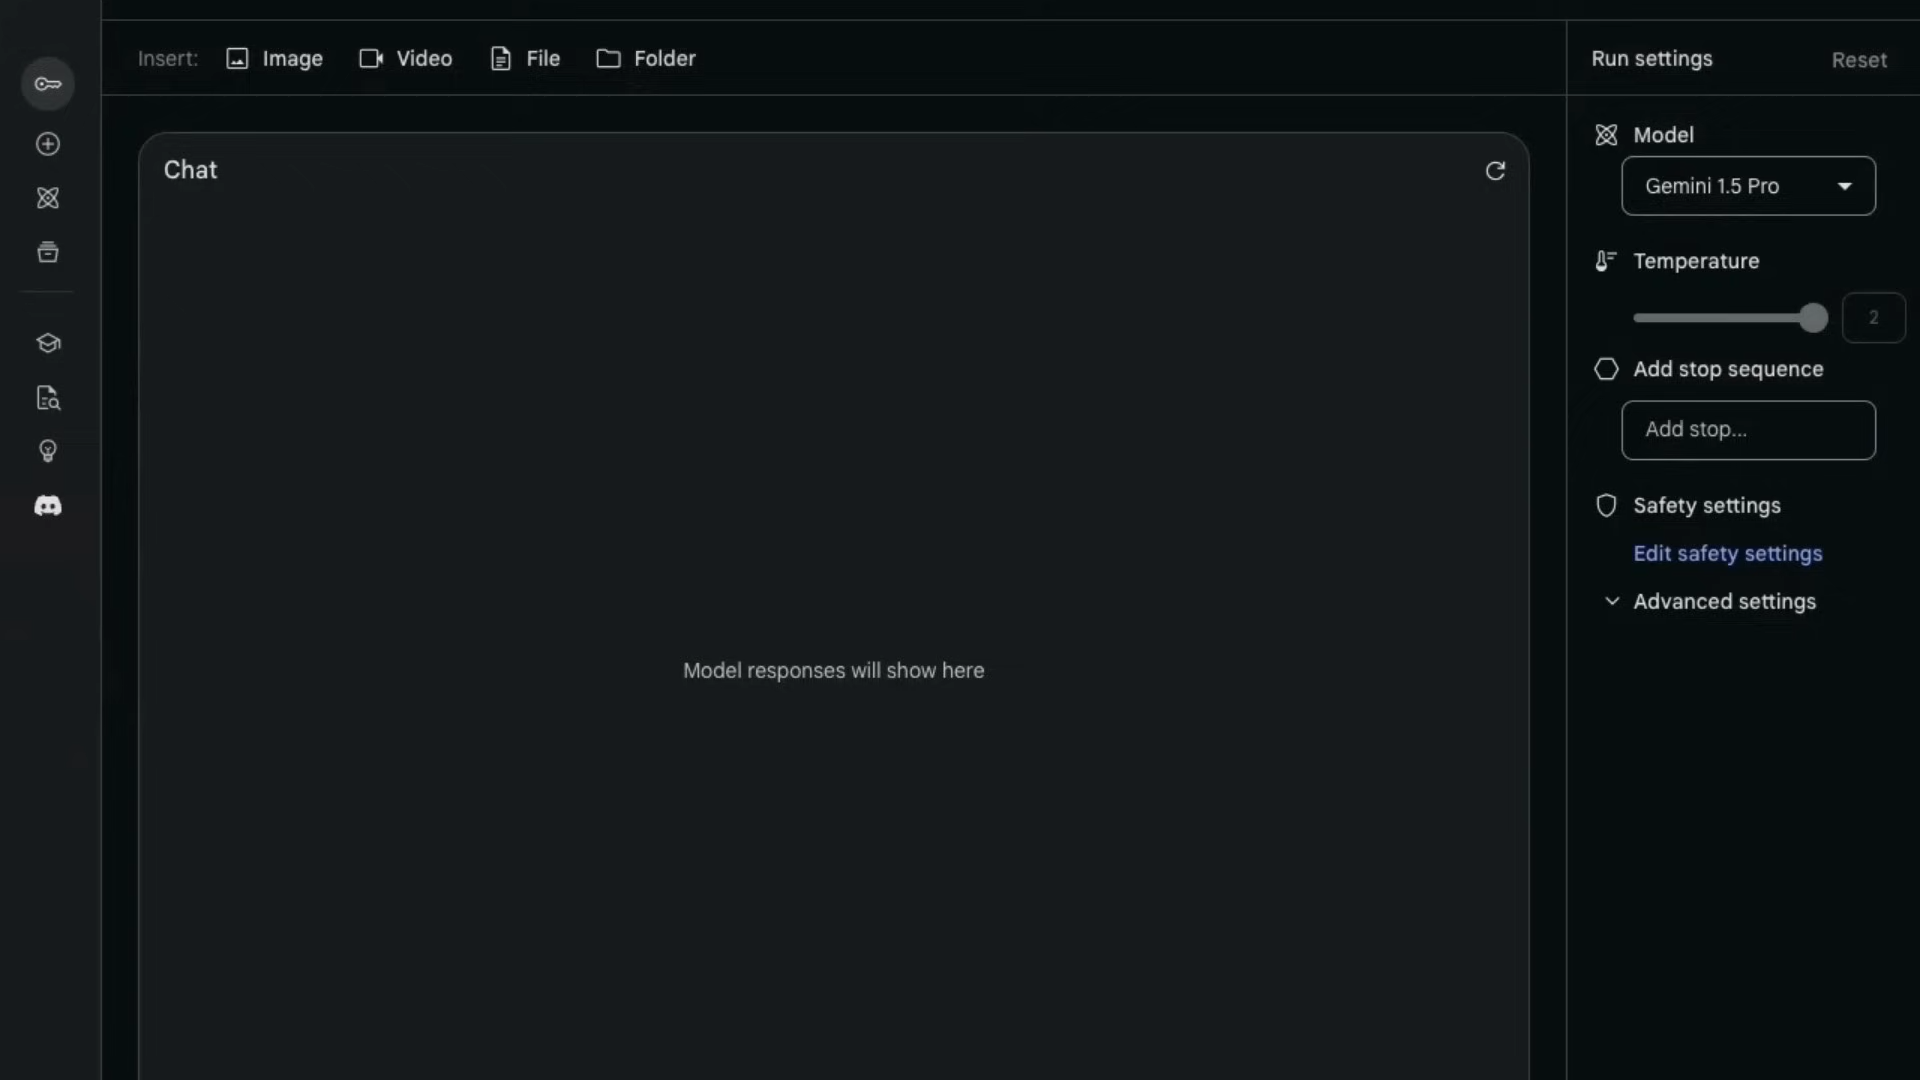 Insert: Image Video File Folder
Run settings Reset
Chat
Model
Gemini 1.5 Pro
Temperature
2
Add stop sequence
Add stop...
Safety settings
Edit safety settings
Advanced settings
Model responses will show here